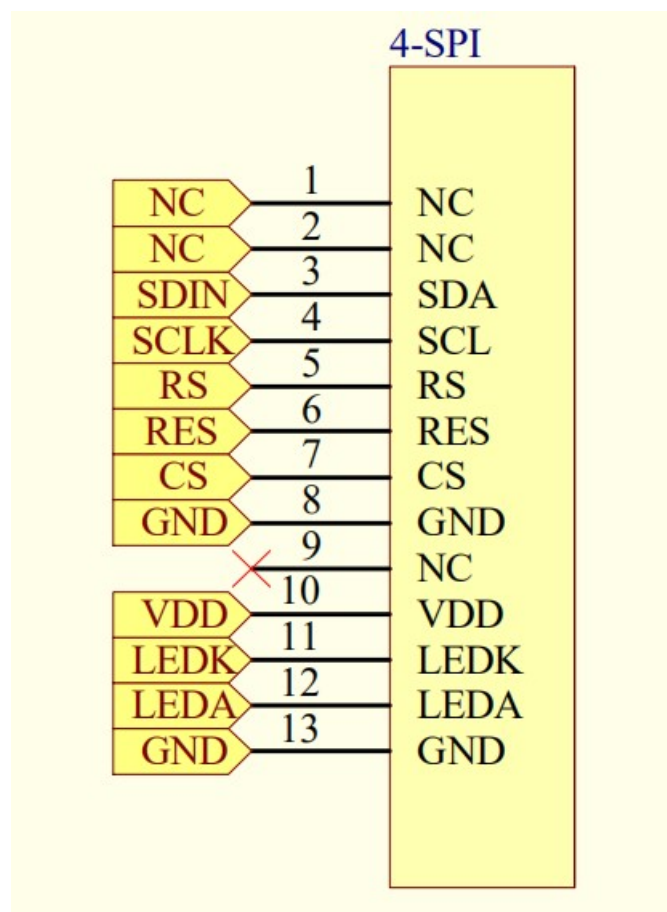 4-SPI
NC 1 NC
NC 2 NC
SDIN 3 SDA
SCLK 4 SCL
RS 5 RS
RES 6 RES
CS 7 CS
GND 8 GND
9 NC
VDD 10 VDD
LEDK 11 LEDK
LEDA 12 LEDA
GND 13 GND